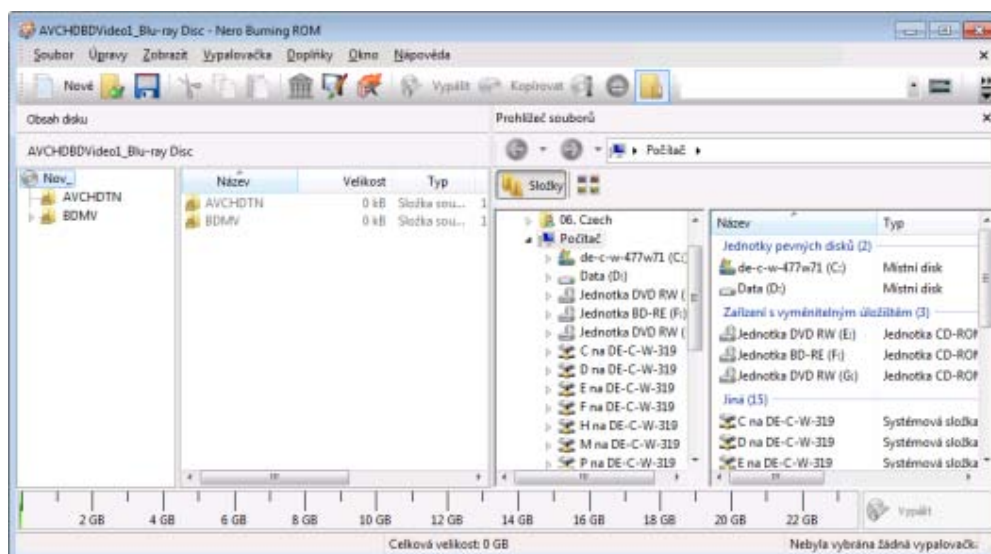 AVCHDBDVideo1_Blu-ray Disc - Nero Burning ROM
Soubor Úpravy Zobrazit Vypalovačka Doplňky Okno Nápověda
Nové Vypálit Kopírovat
Obsah disku
AVCHDBDVideo1_Blu-ray Disc
Nov_
AVCHDTN
BDMV
Název Velikost Typ
AVCHDTN 0 kB Složka sou... 1
BDMV 0 kB Složka sou... 1
Prohlížeč souborů
Počítač
Složky
06. Czech
Počítač
de-c-w-477w71 (C:
Data (D:)
Jednotka DVD RW (
Jednotka BD-RE (F:)
Jednotka DVD RW (
C na DE-C-W-319
D na DE-C-W-319
E na DE-C-W-319
F na DE-C-W-319
H na DE-C-W-319
M na DE-C-W-319
P na DE-C-W-319
Název Typ
Jednotky pevných disků (2)
de-c-w-477w71 (C:) Místní disk
Data (D:) Místní disk
Zařízení s vyměnitelným úložištěm (3)
Jednotka DVD RW (E:) Jednotka CD-ROM
Jednotka BD-RE (F:) Jednotka CD-ROM
Jednotka DVD RW (G:) Jednotka CD-ROM
Jiná (15)
C na DE-C-W-319 Systémová složka
D na DE-C-W-319 Systémová složka
E na DE-C-W-319 Systémová složka
2 GB 4 GB 6 GB 8 GB 10 GB 12 GB 14 GB 16 GB 18 GB 20 GB 22 GB Vypálit
Celková velikost: 0 GB Nebyla vybrána žádná vypalovačk: